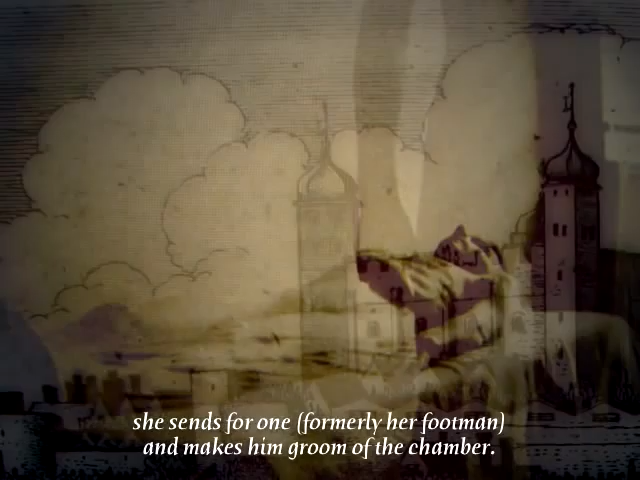 she sends for one (formerly her footman)
and makes him groom of the chamber.